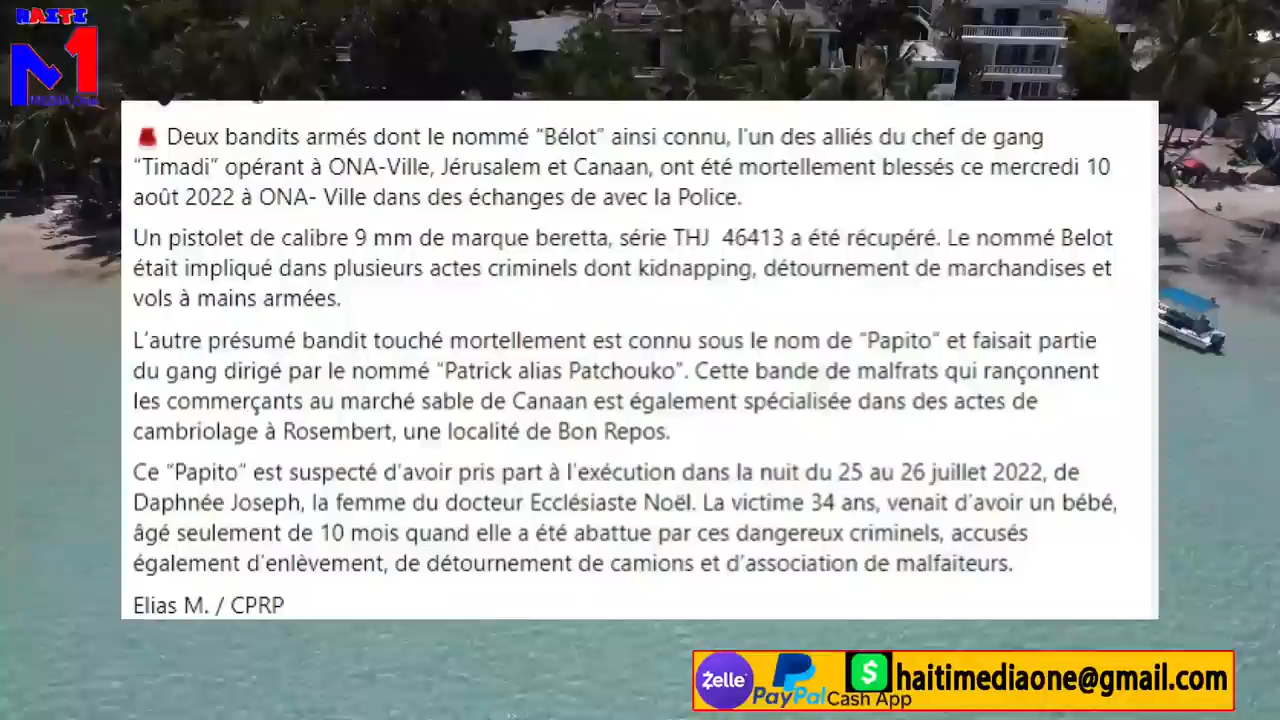 HAITI
M1
MEDIA One
Deux bandits armés dont le nommé “Bélot” ainsi connu, l'un des alliés du chef de gang
“Timadi” opérant à ONA-Ville, Jérusalem et Canaan, ont été mortellement blessés ce mercredi 10
août 2022 à ONA- Ville dans des échanges de avec la Police.
Un pistolet de calibre 9 mm de marque beretta, série THJ  46413 a été récupéré. Le nommé Belot
était impliqué dans plusieurs actes criminels dont kidnapping, détournement de marchandises et
vols à mains armées.
L'autre présumé bandit touché mortellement est connu sous le nom de “Papito” et faisait partie
du gang dirigé par le nommé “Patrick alias Patchouko”. Cette bande de malfrats qui rançonnent
les commerçants au marché sable de Canaan est également spécialisée dans des actes de
cambriolage à Rosembert, une localité de Bon Repos.
Ce “Papito” est suspecté d'avoir pris part à l'exécution dans la nuit du 25 au 26 juillet 2022, de
Daphnée Joseph, la femme du docteur Ecclésiaste Noël. La victime 34 ans, venait d'avoir un bébé,
âgé seulement de 10 mois quand elle a été abattue par ces dangereux criminels, accusés
également d'enlèvement, de détournement de camions et d'association de malfaiteurs.
Elias M. / CPRP
Zelle
PayPal
$
Cash App
haitimediaone@gmail.com